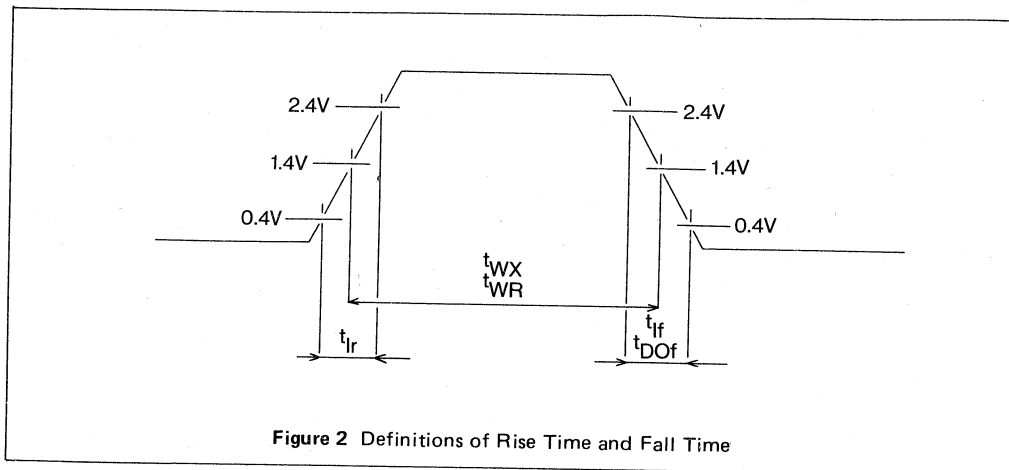 2.4V 2.4V
1.4V 1.4V
0.4V 0.4V
tWX
tWR
tIr
tIf
tDOf
Figure 2 Definitions of Rise Time and Fall Time